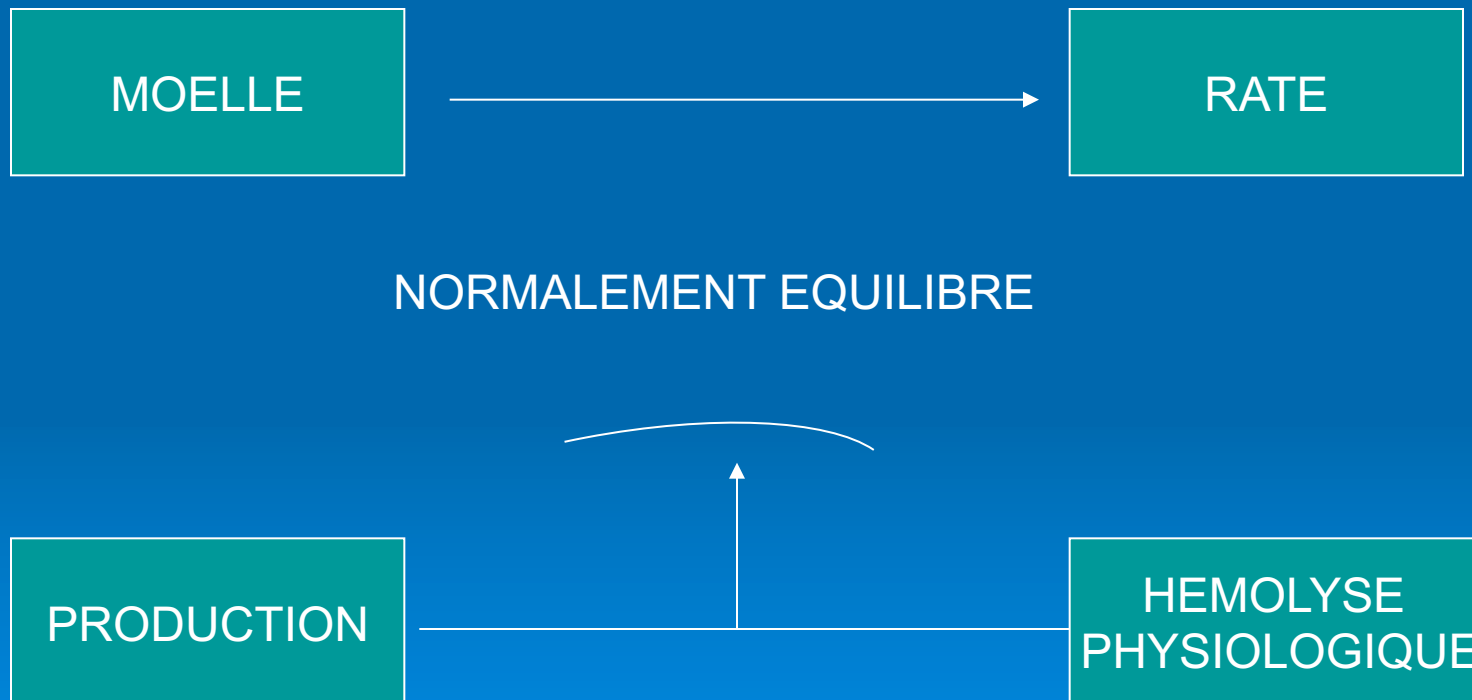 MOELLE
RATE
NORMALEMENT EQUILIBRE
PRODUCTION
HEMOLYSE
PHYSIOLOGIQUE